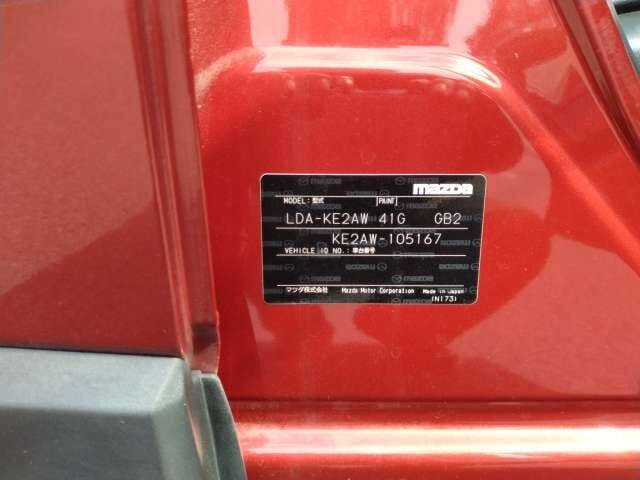 mazda
MODEL:型式 PAINT
LDA-KE2AW 41G GB2
KE2AW-105167
VEHICLE ID NO.:車台番号
マツダ株式会社 Mazda Motor Corporation Made in Japan
(N173)